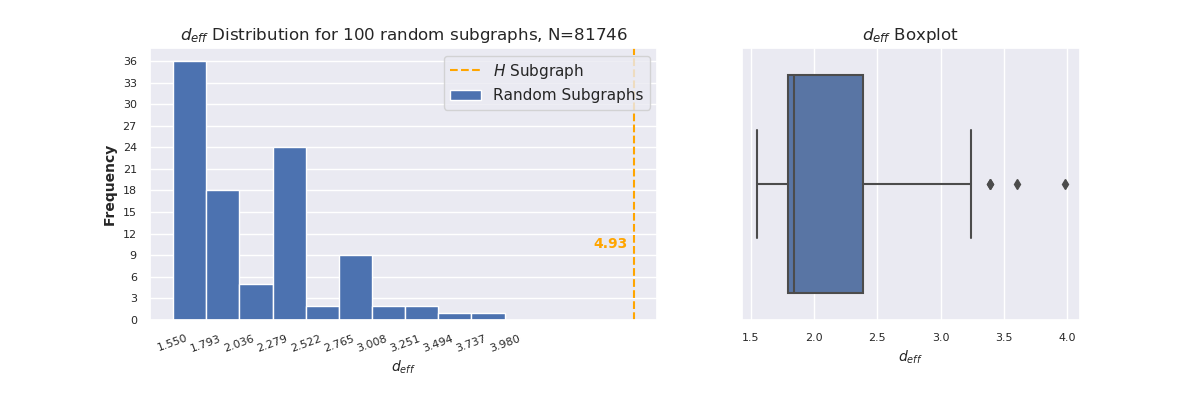 d_eff Distribution for 100 random subgraphs, N=81746
36
33
30
27
24
21
18
15
12
9
6
3
0
Frequency
H Subgraph
Random Subgraphs
4.93
1.550 1.793 2.036 2.279 2.522 2.765 3.008 3.251 3.494 3.737 3.980
d_eff
d_eff Boxplot
1.5 2.0 2.5 3.0 3.5 4.0
d_eff